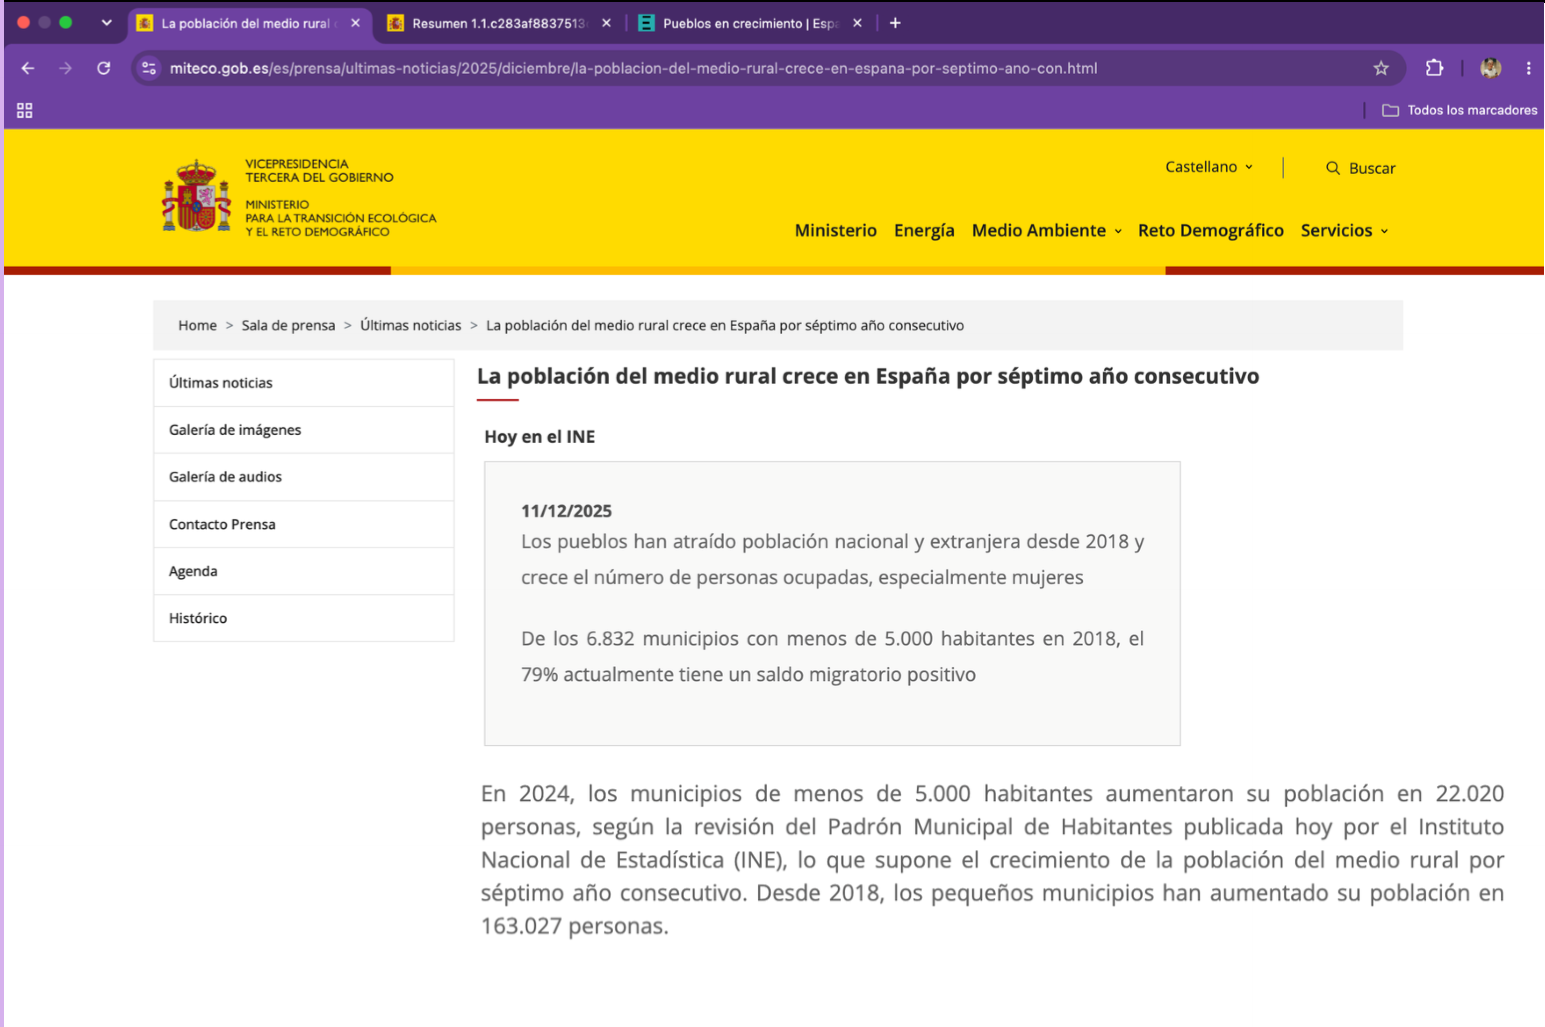 La población del medio rural c
Resumen 1.1.c283af8837513
Pueblos en crecimiento | Esp
miteco.gob.es/es/prensa/ultimas-noticias/2025/diciembre/la-poblacion-del-medio-rural-crece-en-espana-por-septimo-ano-con.html
Todos los marcadores
VICEPRESIDENCIA
TERCERA DEL GOBIERNO
MINISTERIO
PARA LA TRANSICIÓN ECOLÓGICA
Y EL RETO DEMOGRÁFICO
Castellano
Buscar
Ministerio Energía Medio Ambiente Reto Demográfico Servicios
Home > Sala de prensa > Últimas noticias > La población del medio rural crece en España por séptimo año consecutivo
Últimas noticias
Galería de imágenes
Galería de audios
Contacto Prensa
Agenda
Histórico
La población del medio rural crece en España por séptimo año consecutivo
Hoy en el INE
11/12/2025
Los pueblos han atraído población nacional y extranjera desde 2018 y
crece el número de personas ocupadas, especialmente mujeres
De los 6.832 municipios con menos de 5.000 habitantes en 2018, el
79% actualmente tiene un saldo migratorio positivo
En 2024, los municipios de menos de 5.000 habitantes aumentaron su población en 22.020
personas, según la revisión del Padrón Municipal de Habitantes publicada hoy por el Instituto
Nacional de Estadística (INE), lo que supone el crecimiento de la población del medio rural por
séptimo año consecutivo. Desde 2018, los pequeños municipios han aumentado su población en
163.027 personas.